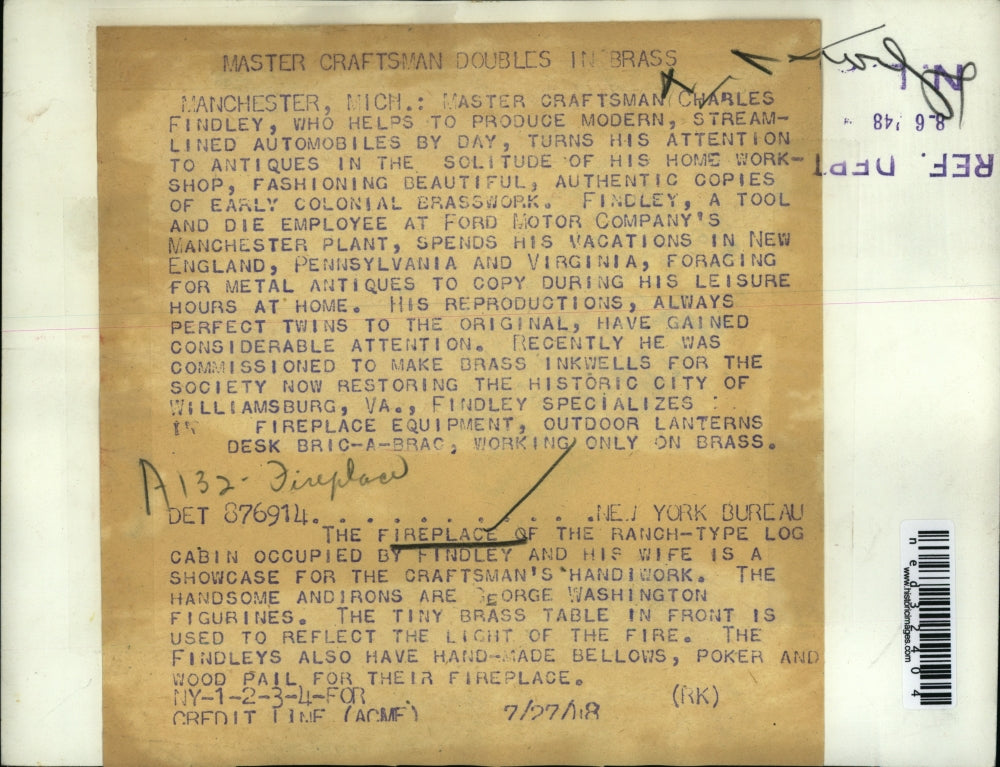 MASTER CRAFTSMAN DOUBLES IN BRASS
MANCHESTER, MICH.: MASTER CRAFTSMAN CHARLES
FINDLEY, WHO HELPS TO PRODUCE MODERN, STREAM-
LINED AUTOMOBILES BY DAY, TURNS HIS ATTENTION
TO ANTIQUES IN THE SOLITUDE OF HIS HOME WORK-
SHOP, FASHIONING BEAUTIFUL, AUTHENTIC COPIES
OF EARLY COLONIAL BRASSWORK. FINDLEY, A TOOL
AND DIE EMPLOYEE AT FORD MOTOR COMPANY'S
MANCHESTER PLANT, SPENDS HIS VACATIONS IN NEW
ENGLAND, PENNSYLVANIA AND VIRGINIA, FORAGING
FOR METAL ANTIQUES TO COPY DURING HIS LEISURE
HOURS AT HOME. HIS REPRODUCTIONS, ALWAYS
PERFECT TWINS TO THE ORIGINAL, HAVE GAINED
CONSIDERABLE ATTENTION. RECENTLY HE WAS
COMMISSIONED TO MAKE BRASS INKWELLS FOR THE
SOCIETY NOW RESTORING THE HISTORIC CITY OF
WILLIAMSBURG, VA., FINDLEY SPECIALIZES
IN FIREPLACE EQUIPMENT, OUTDOOR LANTERNS
DESK BRIC-A-BRAC, WORKING ONLY ON BRASS.
A132- Fireplace
DET 876914. . . . . . . . . . .NEW YORK BUREAU
THE FIREPLACE OF THE RANCH-TYPE LOG
CABIN OCCUPIED BY FINDLEY AND HIS WIFE IS A
SHOWCASE FOR THE CRAFTSMAN'S HANDIWORK. THE
HANDSOME ANDIRONS ARE GEORGE WASHINGTON
FIGURINES. THE TINY BRASS TABLE IN FRONT IS
USED TO REFLECT THE LIGHT OF THE FIRE. THE
FINDLEYS ALSO HAVE HAND-MADE BELLOWS, POKER AND
WOOD PAIL FOR THEIR FIREPLACE.
NY-1-2-3-4-FOR (RK)
CREDIT LINE (ACME) 7/27/48
REF. DEPT
8. 6 '48
www.historicimages.com
ned32404